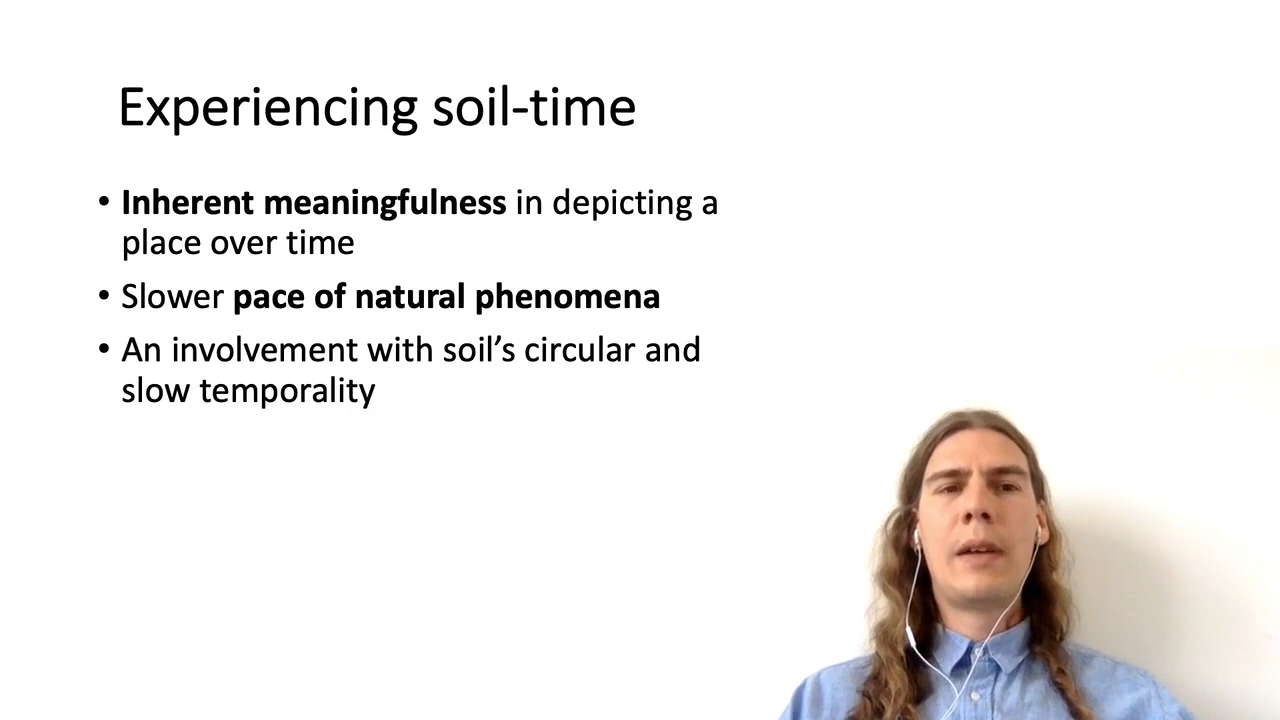 Experiencing soil-time
• Inherent meaningfulness in depicting a
place over time
• Slower pace of natural phenomena
• An involvement with soil’s circular and
slow temporality